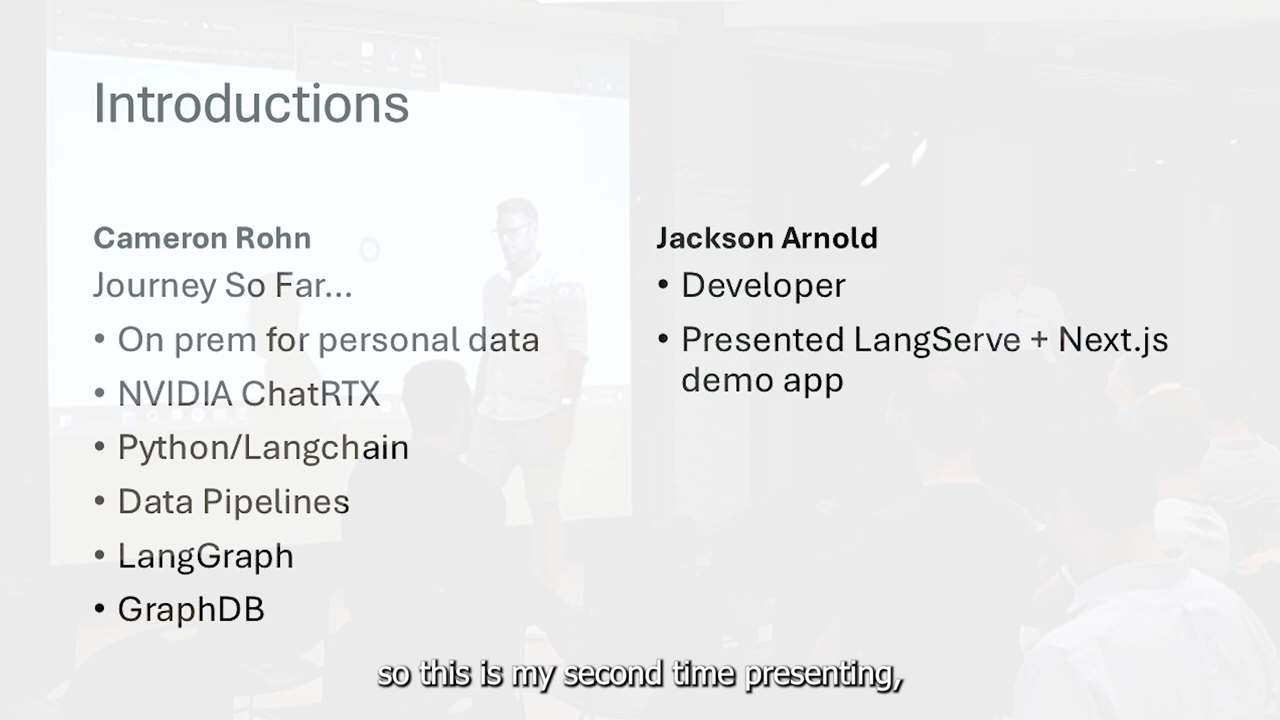 Introductions
Cameron Rohn
Journey So Far...
• On prem for personal data
• NVIDIA ChatRTX
• Python/Langchain
• Data Pipelines
• LangGraph
• GraphDB
Jackson Arnold
• Developer
• Presented LangServe + Next.js
demo app
so this is my second time presenting,